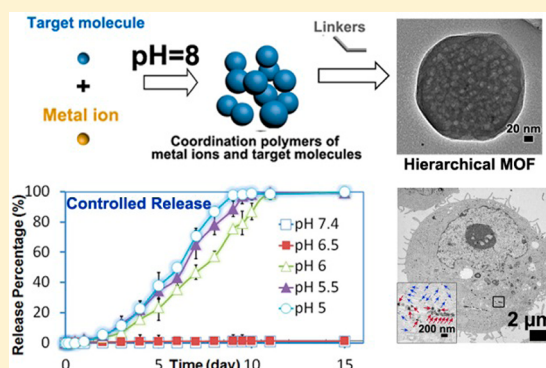 Target molecule
+
Metal ion
pH=8
Coordination polymers of
metal ions and target molecules
Linkers
20 nm
Hierarchical MOF
Controlled Release
Release Percentage (%)
100
80
60
40
20
0
0
5
10
15
Time (day)
pH 7.4
pH 6.5
pH 6
pH 5.5
pH 5
200 nm
2 μm